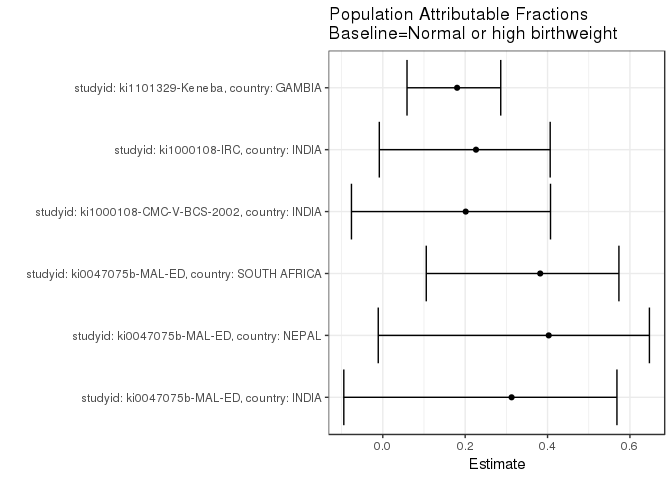 Population Attributable Fractions
Baseline=Normal or high birthweight
studyid: ki1101329-Keneba, country: GAMBIA
studyid: ki1000108-IRC, country: INDIA
studyid: ki1000108-CMC-V-BCS-2002, country: INDIA
studyid: ki0047075b-MAL-ED, country: SOUTH AFRICA
studyid: ki0047075b-MAL-ED, country: NEPAL
studyid: ki0047075b-MAL-ED, country: INDIA
0.0 0.2 0.4 0.6
Estimate